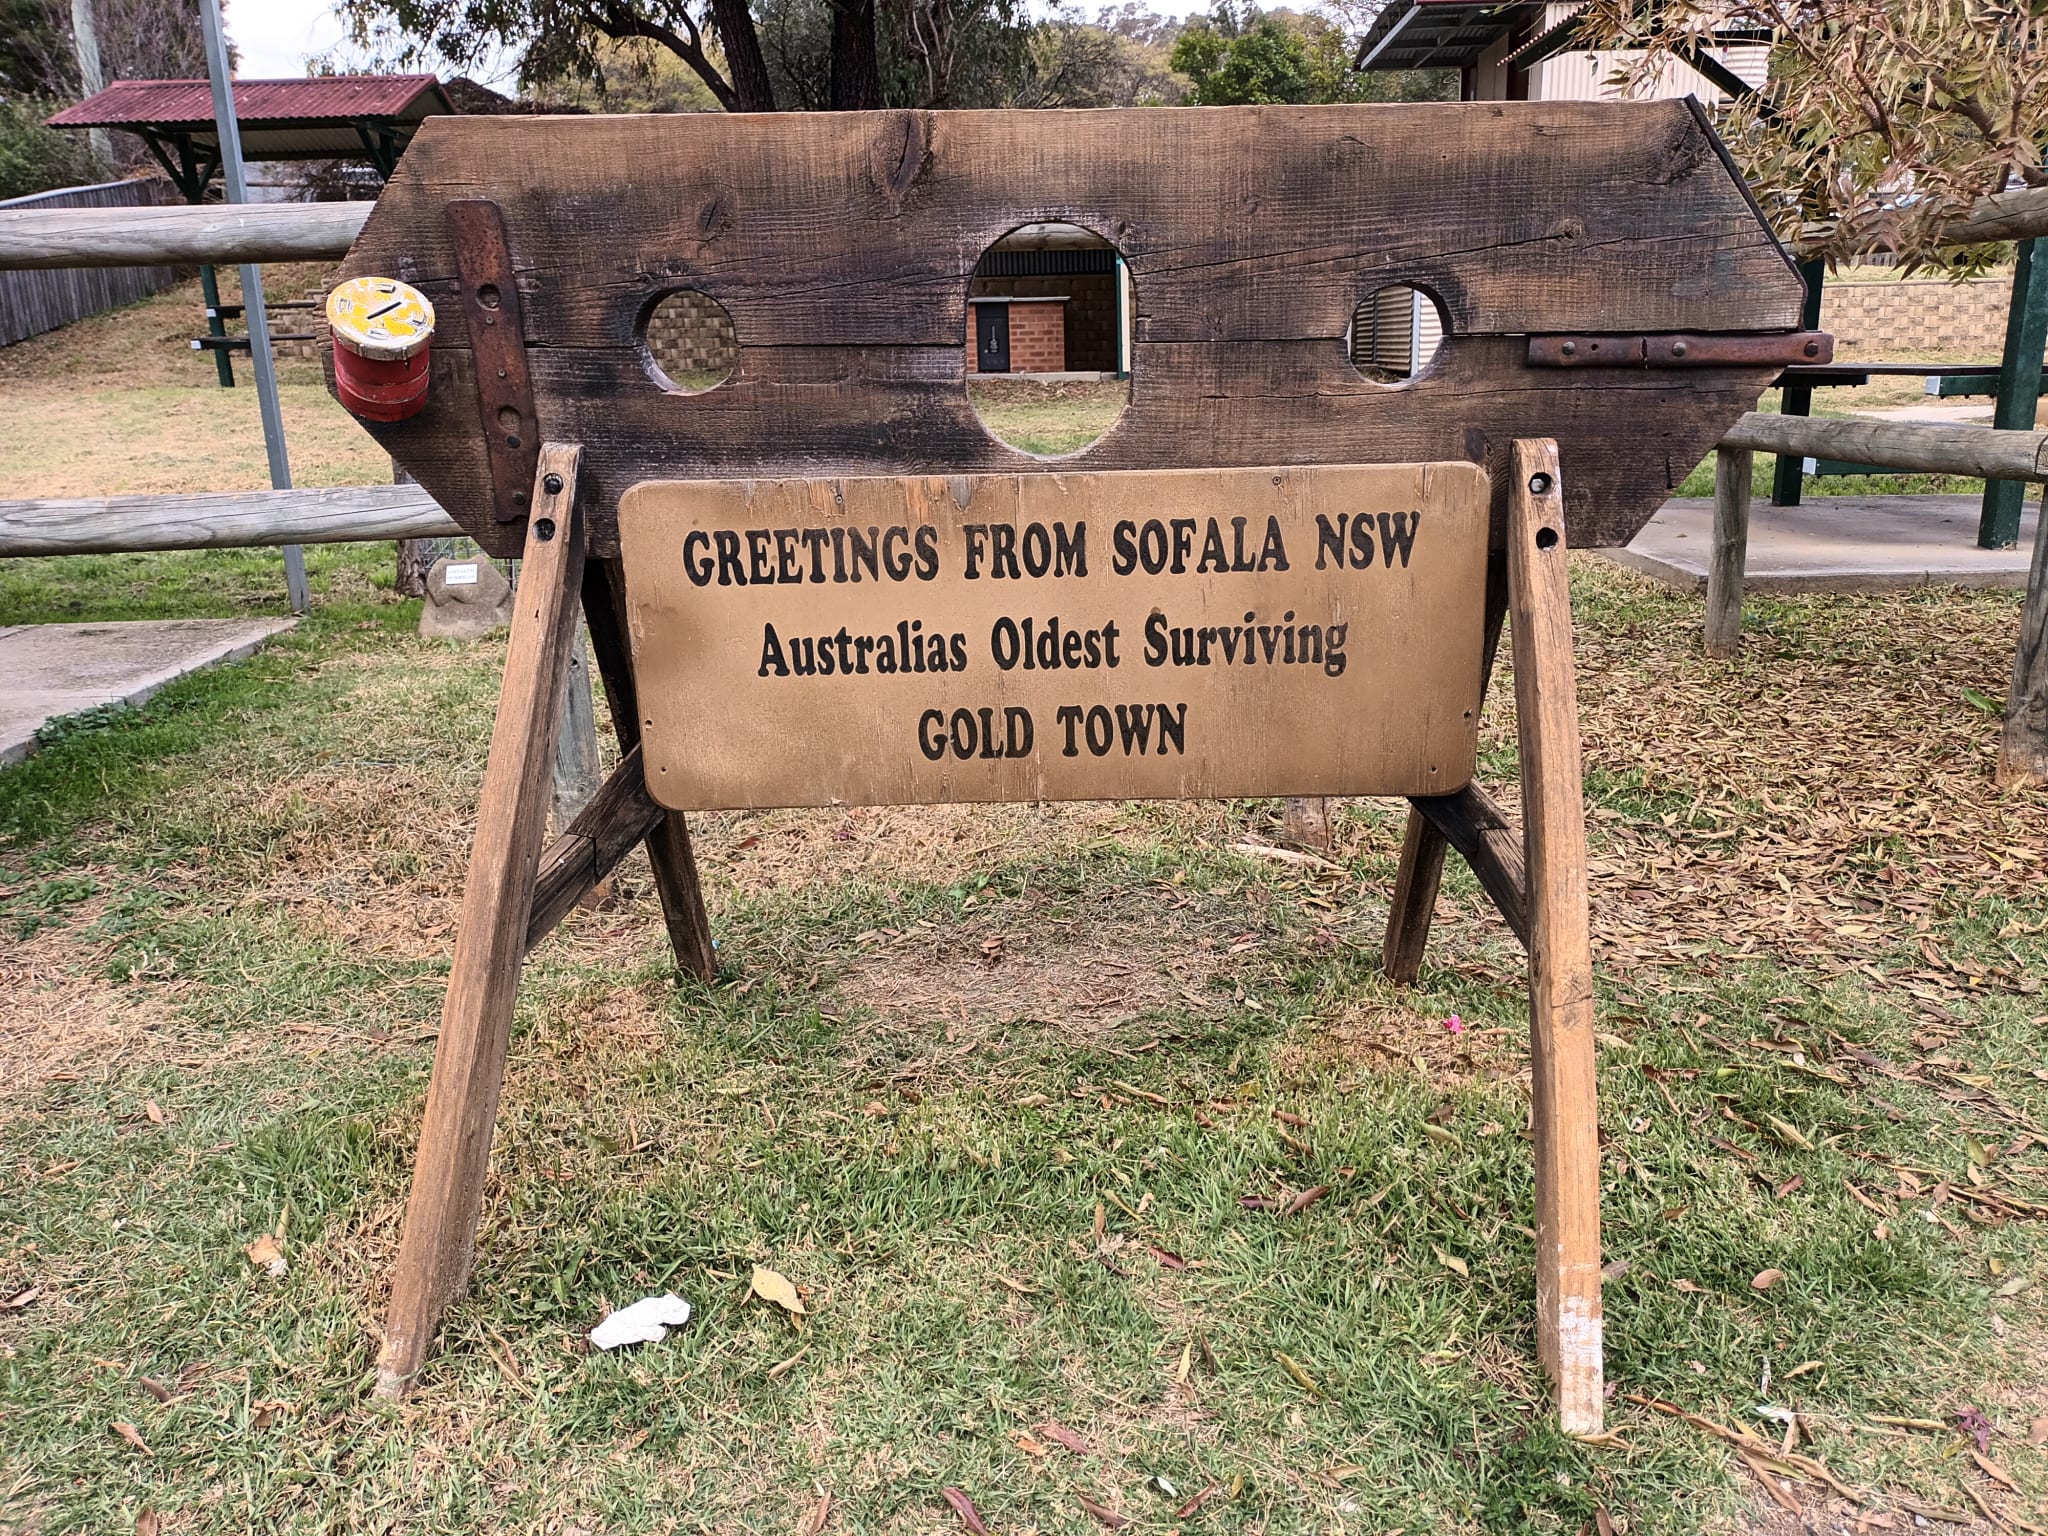 GREETINGS FROM SOFALA NSW
Australias Oldest Surviving
GOLD TOWN